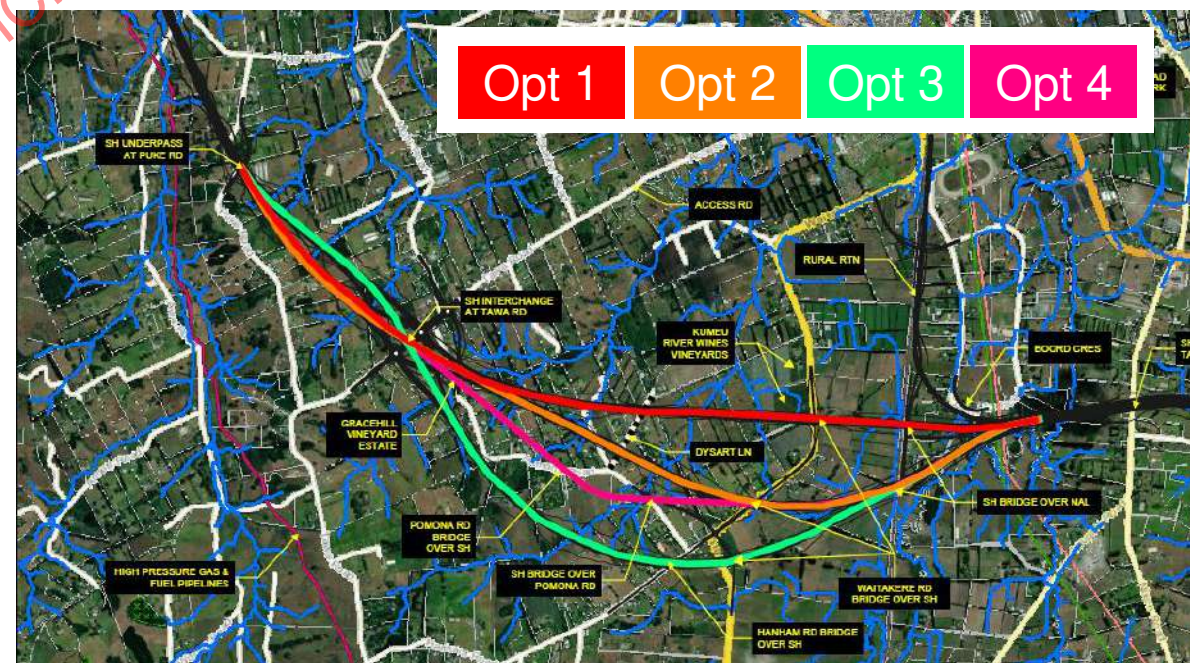 Opt 1
Opt 2
Opt 3
Opt 4
SH UNDERPASS
AT PUKE RD
ACCESS RD
RURAL RTN
SH INTERCHANGE
AT TAWA RD
KUMEU
RIVER WINES
VINEYARDS
BOORD CRES
GRACEHILL
VINEYARD
ESTATE
DYSART LN
SH BRIDGE OVER NAL
POMONA RD
BRIDGE
OVER SH
HIGH PRESSURE GAS &
FUEL PIPELINES
SH BRIDGE OVER
POMONA RD
WAITAKERE RD
BRIDGE OVER SH
HANHAM RD BRIDGE
OVER SH